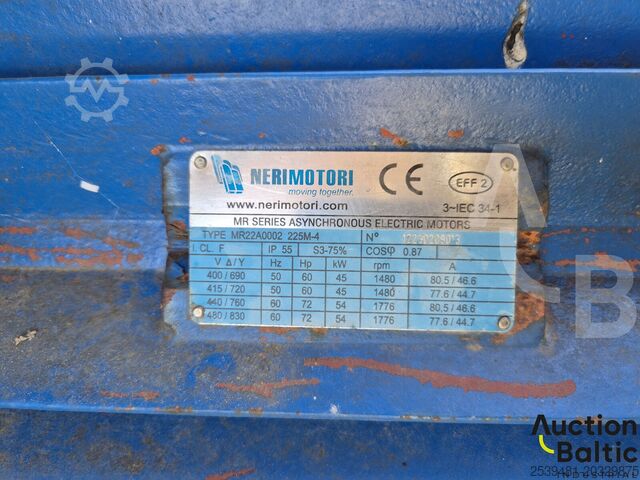 NERIMOTORI
moving together.
CE EFF 2
www.nerimotori.com 3~IEC 34-1
MR SERIES ASYNCHRONOUS ELECTRIC MOTORS
TYPE MR22A0002 225M-4 N°
I. CL. F IP 55 S3-75% COSφ 0.87
V Δ/Y Hz Hp kW rpm A
400 / 690 50 60 45 1480 80.5 / 46.6
415 / 720 50 60 45 1480 77.6 / 44.7
440 / 760 60 72 54 1776 80.5 / 46.6
480 / 830 60 72 54 1776 77.6 / 44.7
AB
Auction
Baltic
INDUSTRIAL
2539481 20339875